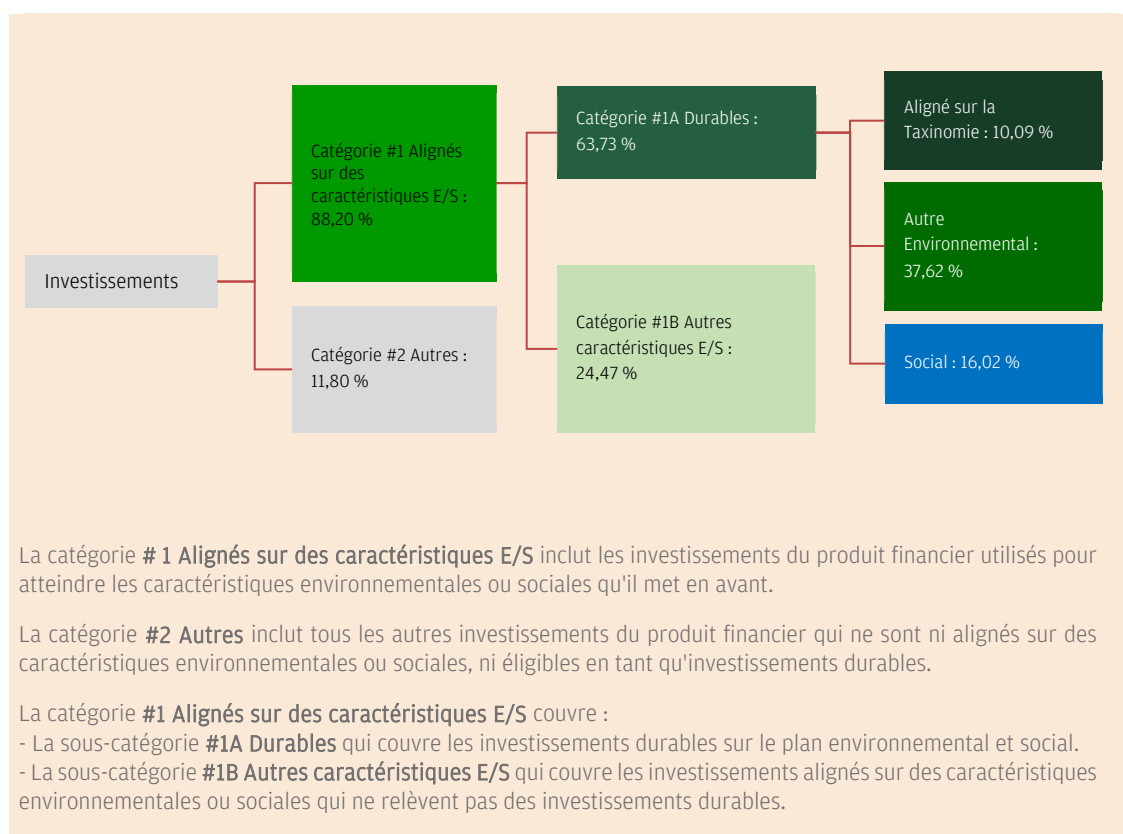 Investissements
Catégorie #1 Alignés
sur des
caractéristiques E/S :
88,20 %
Catégorie #2 Autres :
11,80 %
Catégorie #1A Durables :
63,73 %
Catégorie #1B Autres
caractéristiques E/S :
24,47 %
Aligné sur la
Taxinomie : 10,09 %
Autre
Environnemental :
37,62 %
Social : 16,02 %
La catégorie # 1 Alignés sur des caractéristiques E/S inclut les investissements du produit financier utilisés pour
atteindre les caractéristiques environnementales ou sociales qu'il met en avant.
La catégorie #2 Autres inclut tous les autres investissements du produit financier qui ne sont ni alignés sur des
caractéristiques environnementales ou sociales, ni éligibles en tant qu'investissements durables.
La catégorie #1 Alignés sur des caractéristiques E/S couvre :
- La sous-catégorie #1A Durables qui couvre les investissements durables sur le plan environnemental et social.
- La sous-catégorie #1B Autres caractéristiques E/S qui couvre les investissements alignés sur des caractéristiques
environnementales ou sociales qui ne relèvent pas des investissements durables.